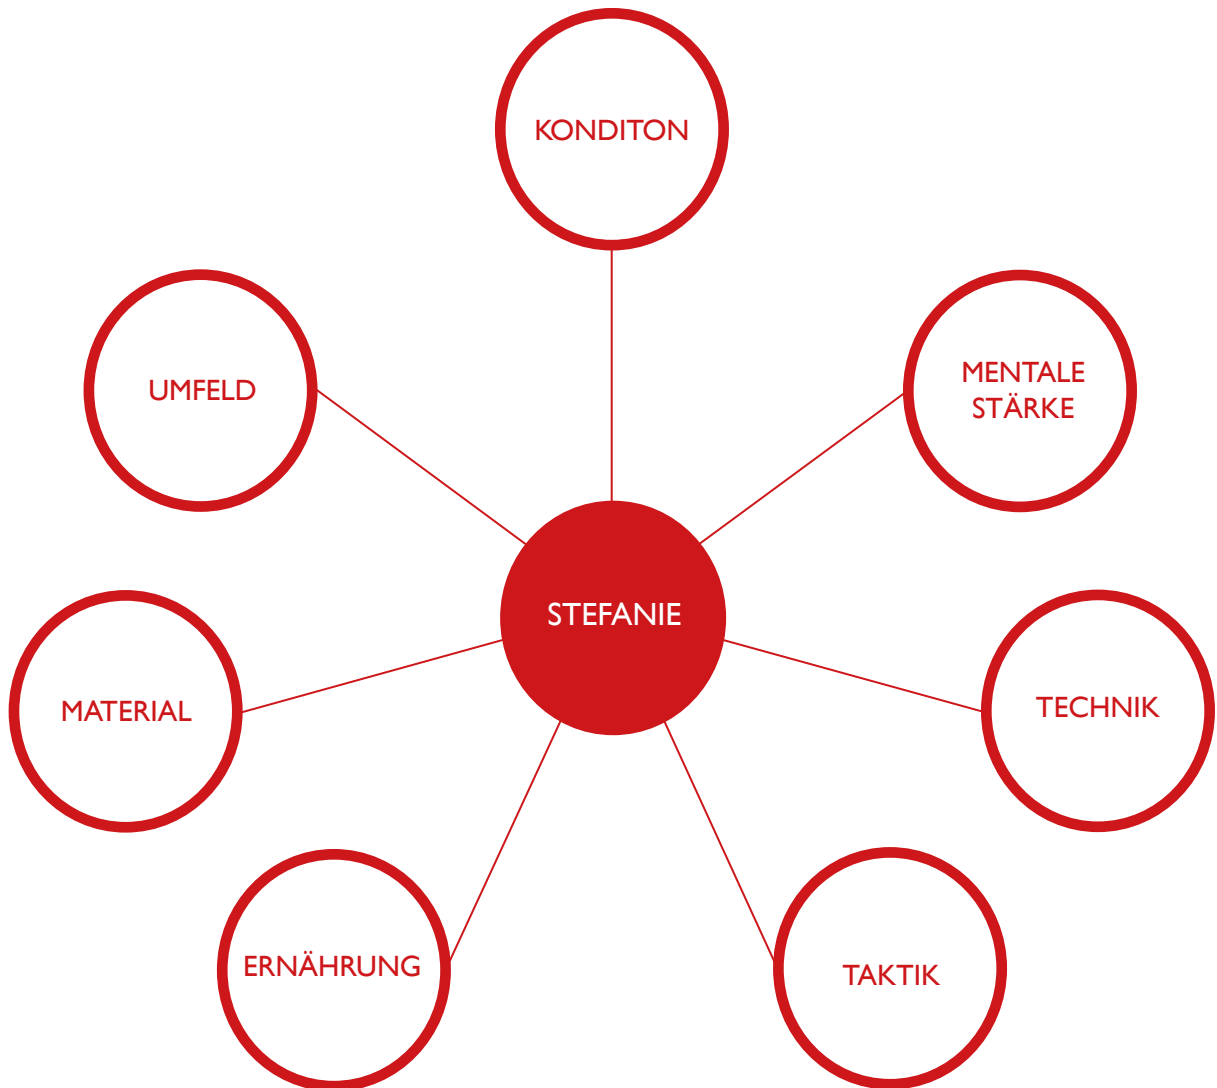 KONDITON
UMFELD
MENTALE
STÄRKE
STEFANIE
MATERIAL
TECHNIK
ERNÄHRUNG
TAKTIK